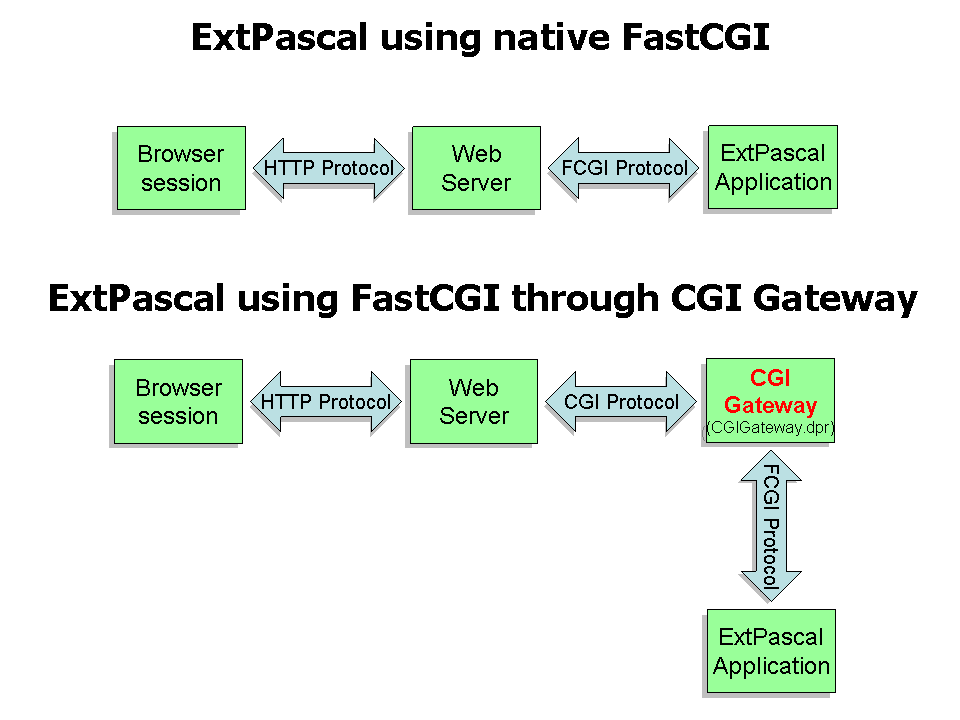 ExtPascal using native FastCGI
Browser
session
HTTP Protocol
Web
Server
FCGI Protocol
ExtPascal
Application
ExtPascal using FastCGI through CGI Gateway
Browser
session
HTTP Protocol
Web
Server
CGI Protocol
CGI
Gateway
(CGIGateway.dpr)
FCGI Protocol
ExtPascal
Application